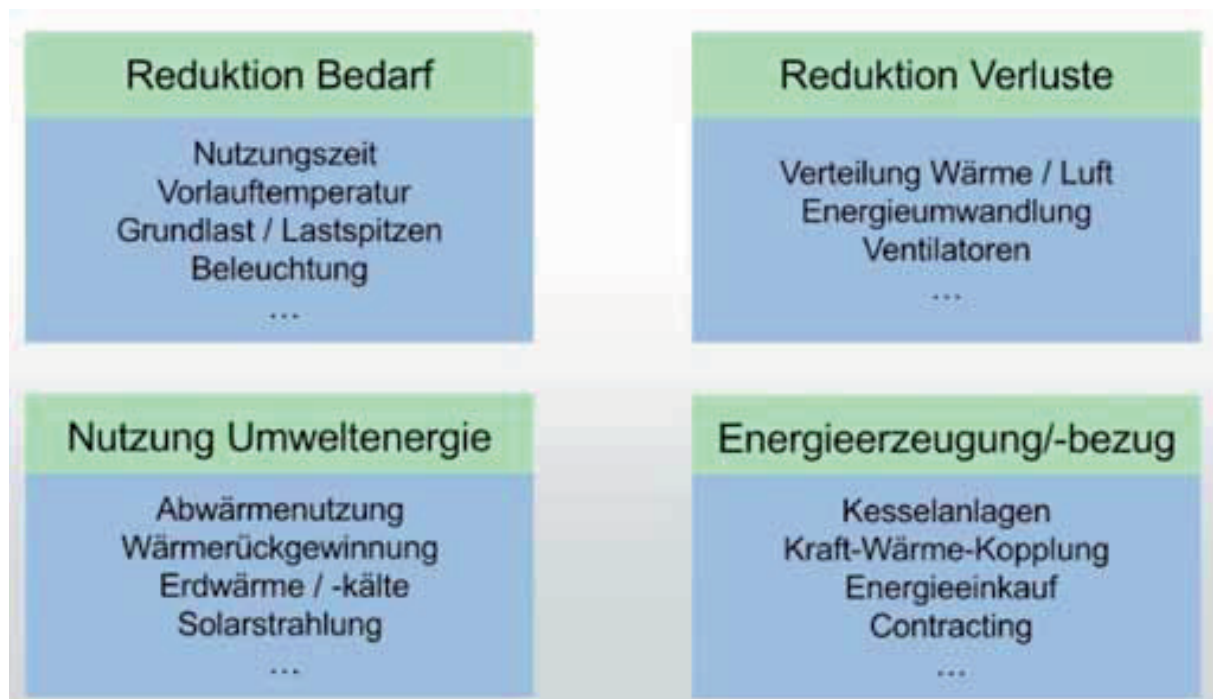 Reduktion Bedarf
Nutzungszeit
Vorlauftemperatur
Grundlast / Lastspitzen
Beleuchtung
...
Reduktion Verluste
Verteilung Wärme / Luft
Energieumwandlung
Ventilatoren
...
Nutzung Umweltenergie
Abwärmenutzung
Wärmerückgewinnung
Erdwärme / -kälte
Solarstrahlung
...
Energieerzeugung/-bezug
Kesselanlagen
Kraft-Wärme-Kopplung
Energieeinkauf
Contracting
...